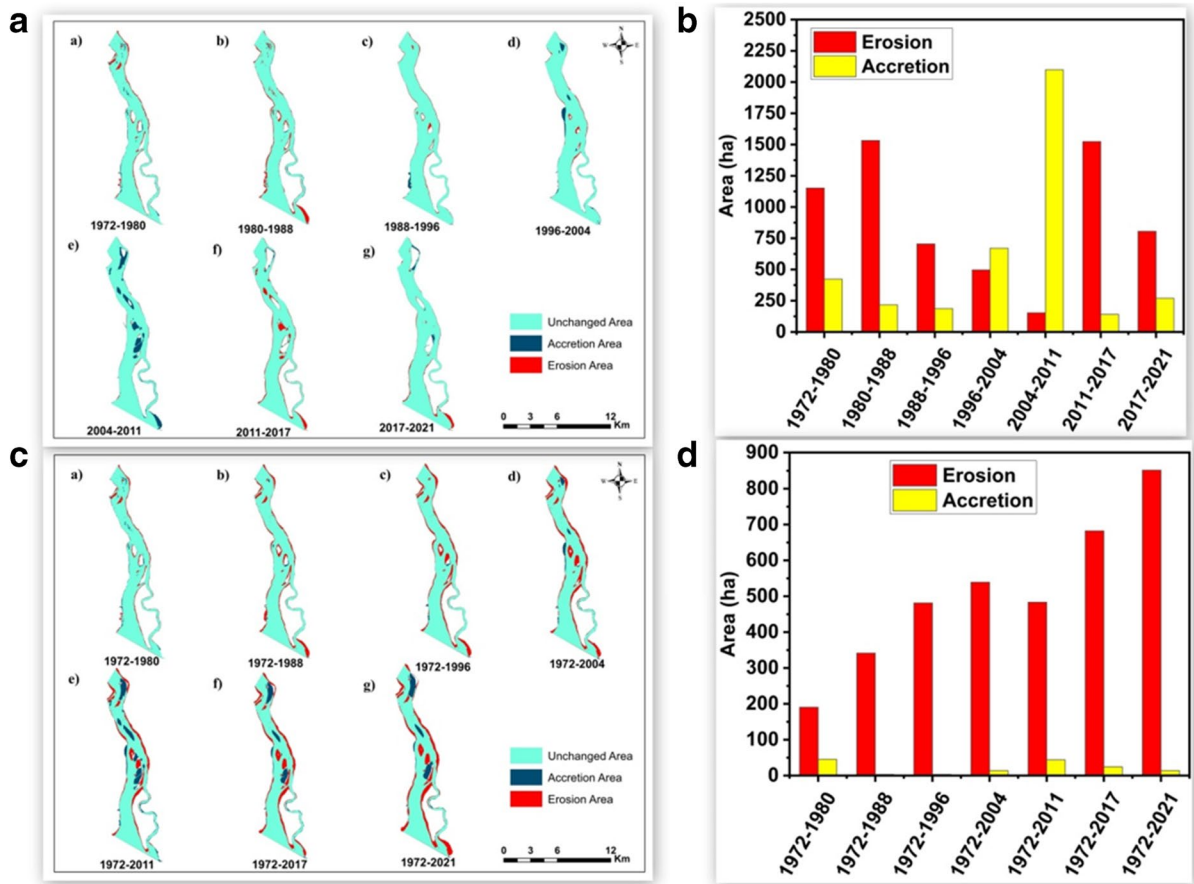 a
a)
b)
c)
d)
N
W E
S
1972-1980
1980-1988
1988-1996
1996-2004
e)
f)
g)
Unchanged Area
Accretion Area
Erosion Area
2004-2011
2011-2017
2017-2021
0 3 6 12
Km
b
Erosion
Accretion
Area (ha)
2500
2250
2000
1750
1500
1250
1000
750
500
250
0
1972-1980
1980-1988
1988-1996
1996-2004
2004-2011
2011-2017
2017-2021
c
a)
b)
c)
d)
N
W E
S
1972-1980
1972-1988
1972-1996
1972-2004
e)
f)
g)
Unchanged Area
Accretion Area
Erosion Area
1972-2011
1972-2017
1972-2021
0 3 6 12
Km
d
Erosion
Accretion
Area (ha)
900
800
700
600
500
400
300
200
100
0
1972-1980
1972-1988
1972-1996
1972-2004
1972-2011
1972-2017
1972-2021